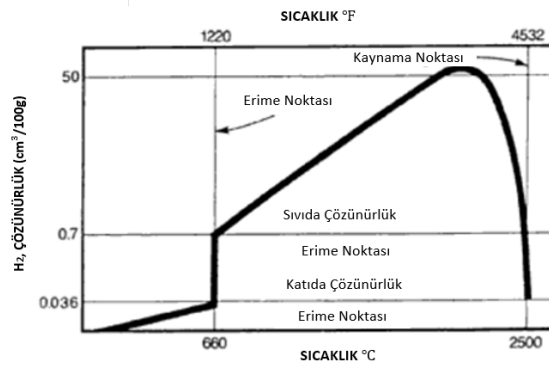 SICAKLIK °F
1220 4532
Kaynama Noktası
50
Erime Noktası
H₂, ÇÖZÜNÜRLÜK (cm³/100g)
Sıvıda Çözünürlük
0.7
Erime Noktası
Katıda Çözünürlük
0.036
Erime Noktası
660 2500
SICAKLIK °C